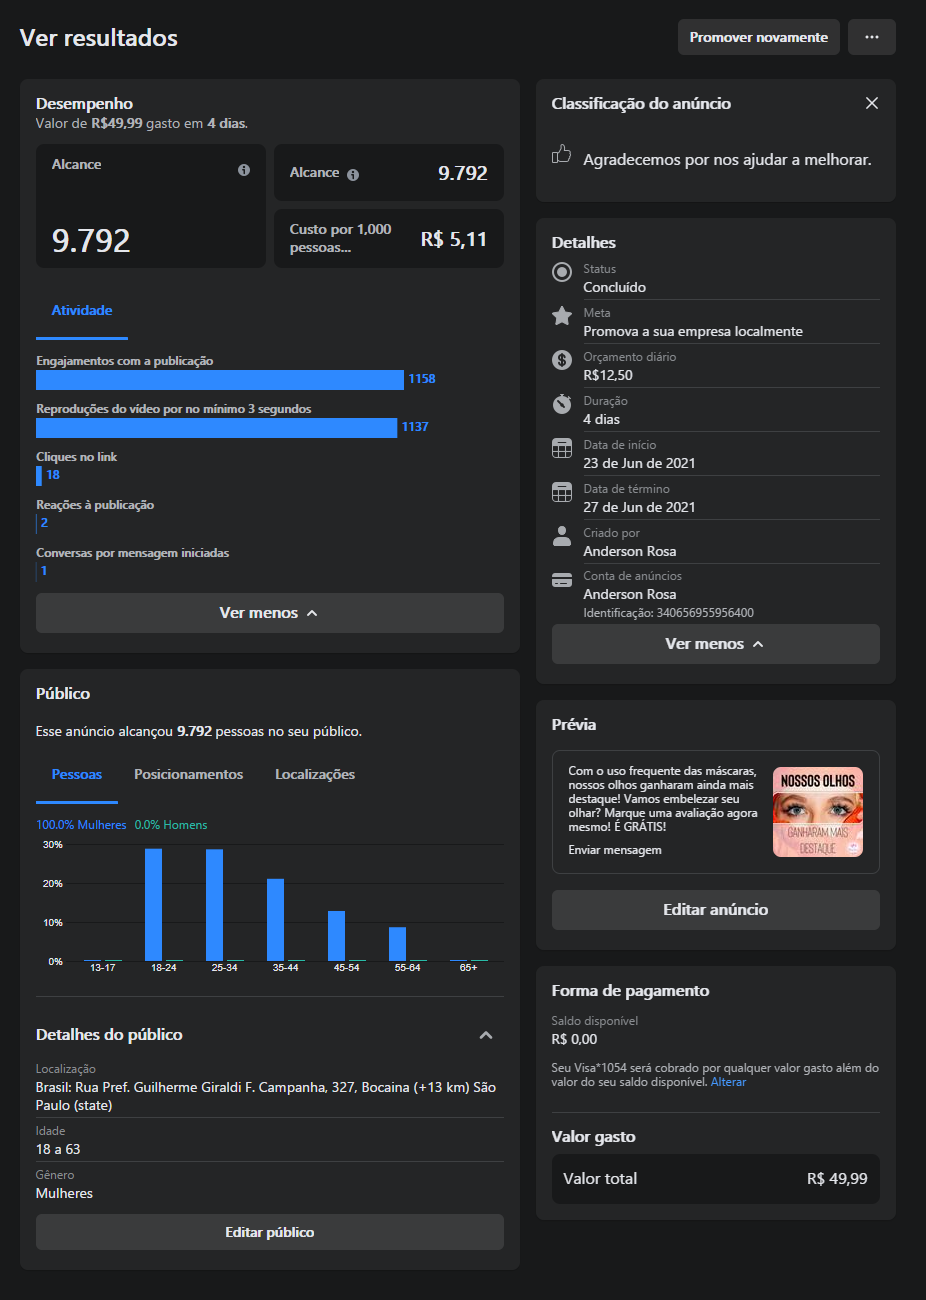 Ver resultados
Promover novamente
...
Desempenho
Valor de R$49,99 gasto em 4 dias.
Alcance
9.792
Alcance
9.792
Custo por 1,000
pessoas...
R$ 5,11
Atividade
Engajamentos com a publicação
1158
Reproduções do vídeo por no mínimo 3 segundos
1137
Cliques no link
18
Reações à publicação
2
Conversas por mensagem iniciadas
1
Ver menos
Público
Esse anúncio alcançou 9.792 pessoas no seu público.
Pessoas
Posicionamentos
Localizações
100.0% Mulheres 0.0% Homens
30%
20%
10%
0%
13-17
18-24
25-34
35-44
45-54
55-64
65+
Detalhes do público
Localização
Brasil: Rua Pref. Guilherme Giraldi F. Campanha, 327, Bocaina (+13 km) São
Paulo (state)
Idade
18 a 63
Gênero
Mulheres
Editar público
Classificação do anúncio
Agradecemos por nos ajudar a melhorar.
Detalhes
Status
Concluído
Meta
Promova a sua empresa localmente
Orçamento diário
R$12,50
Duração
4 dias
Data de início
23 de Jun de 2021
Data de término
27 de Jun de 2021
Criado por
Anderson Rosa
Conta de anúncios
Anderson Rosa
Identificação: 340656955956400
Ver menos
Prévia
Com o uso frequente das máscaras,
nossos olhos ganharam ainda mais
destaque! Vamos embelezar seu
olhar? Marque uma avaliação agora
mesmo! É GRÁTIS!
Enviar mensagem
NOSSOS OLHOS
GANHARAM MAIS
DESTAQUE
Editar anúncio
Forma de pagamento
Saldo disponível
R$ 0,00
Seu Visa*1054 será cobrado por qualquer valor gasto além do
valor do seu saldo disponível. Alterar
Valor gasto
Valor total
R$ 49,99